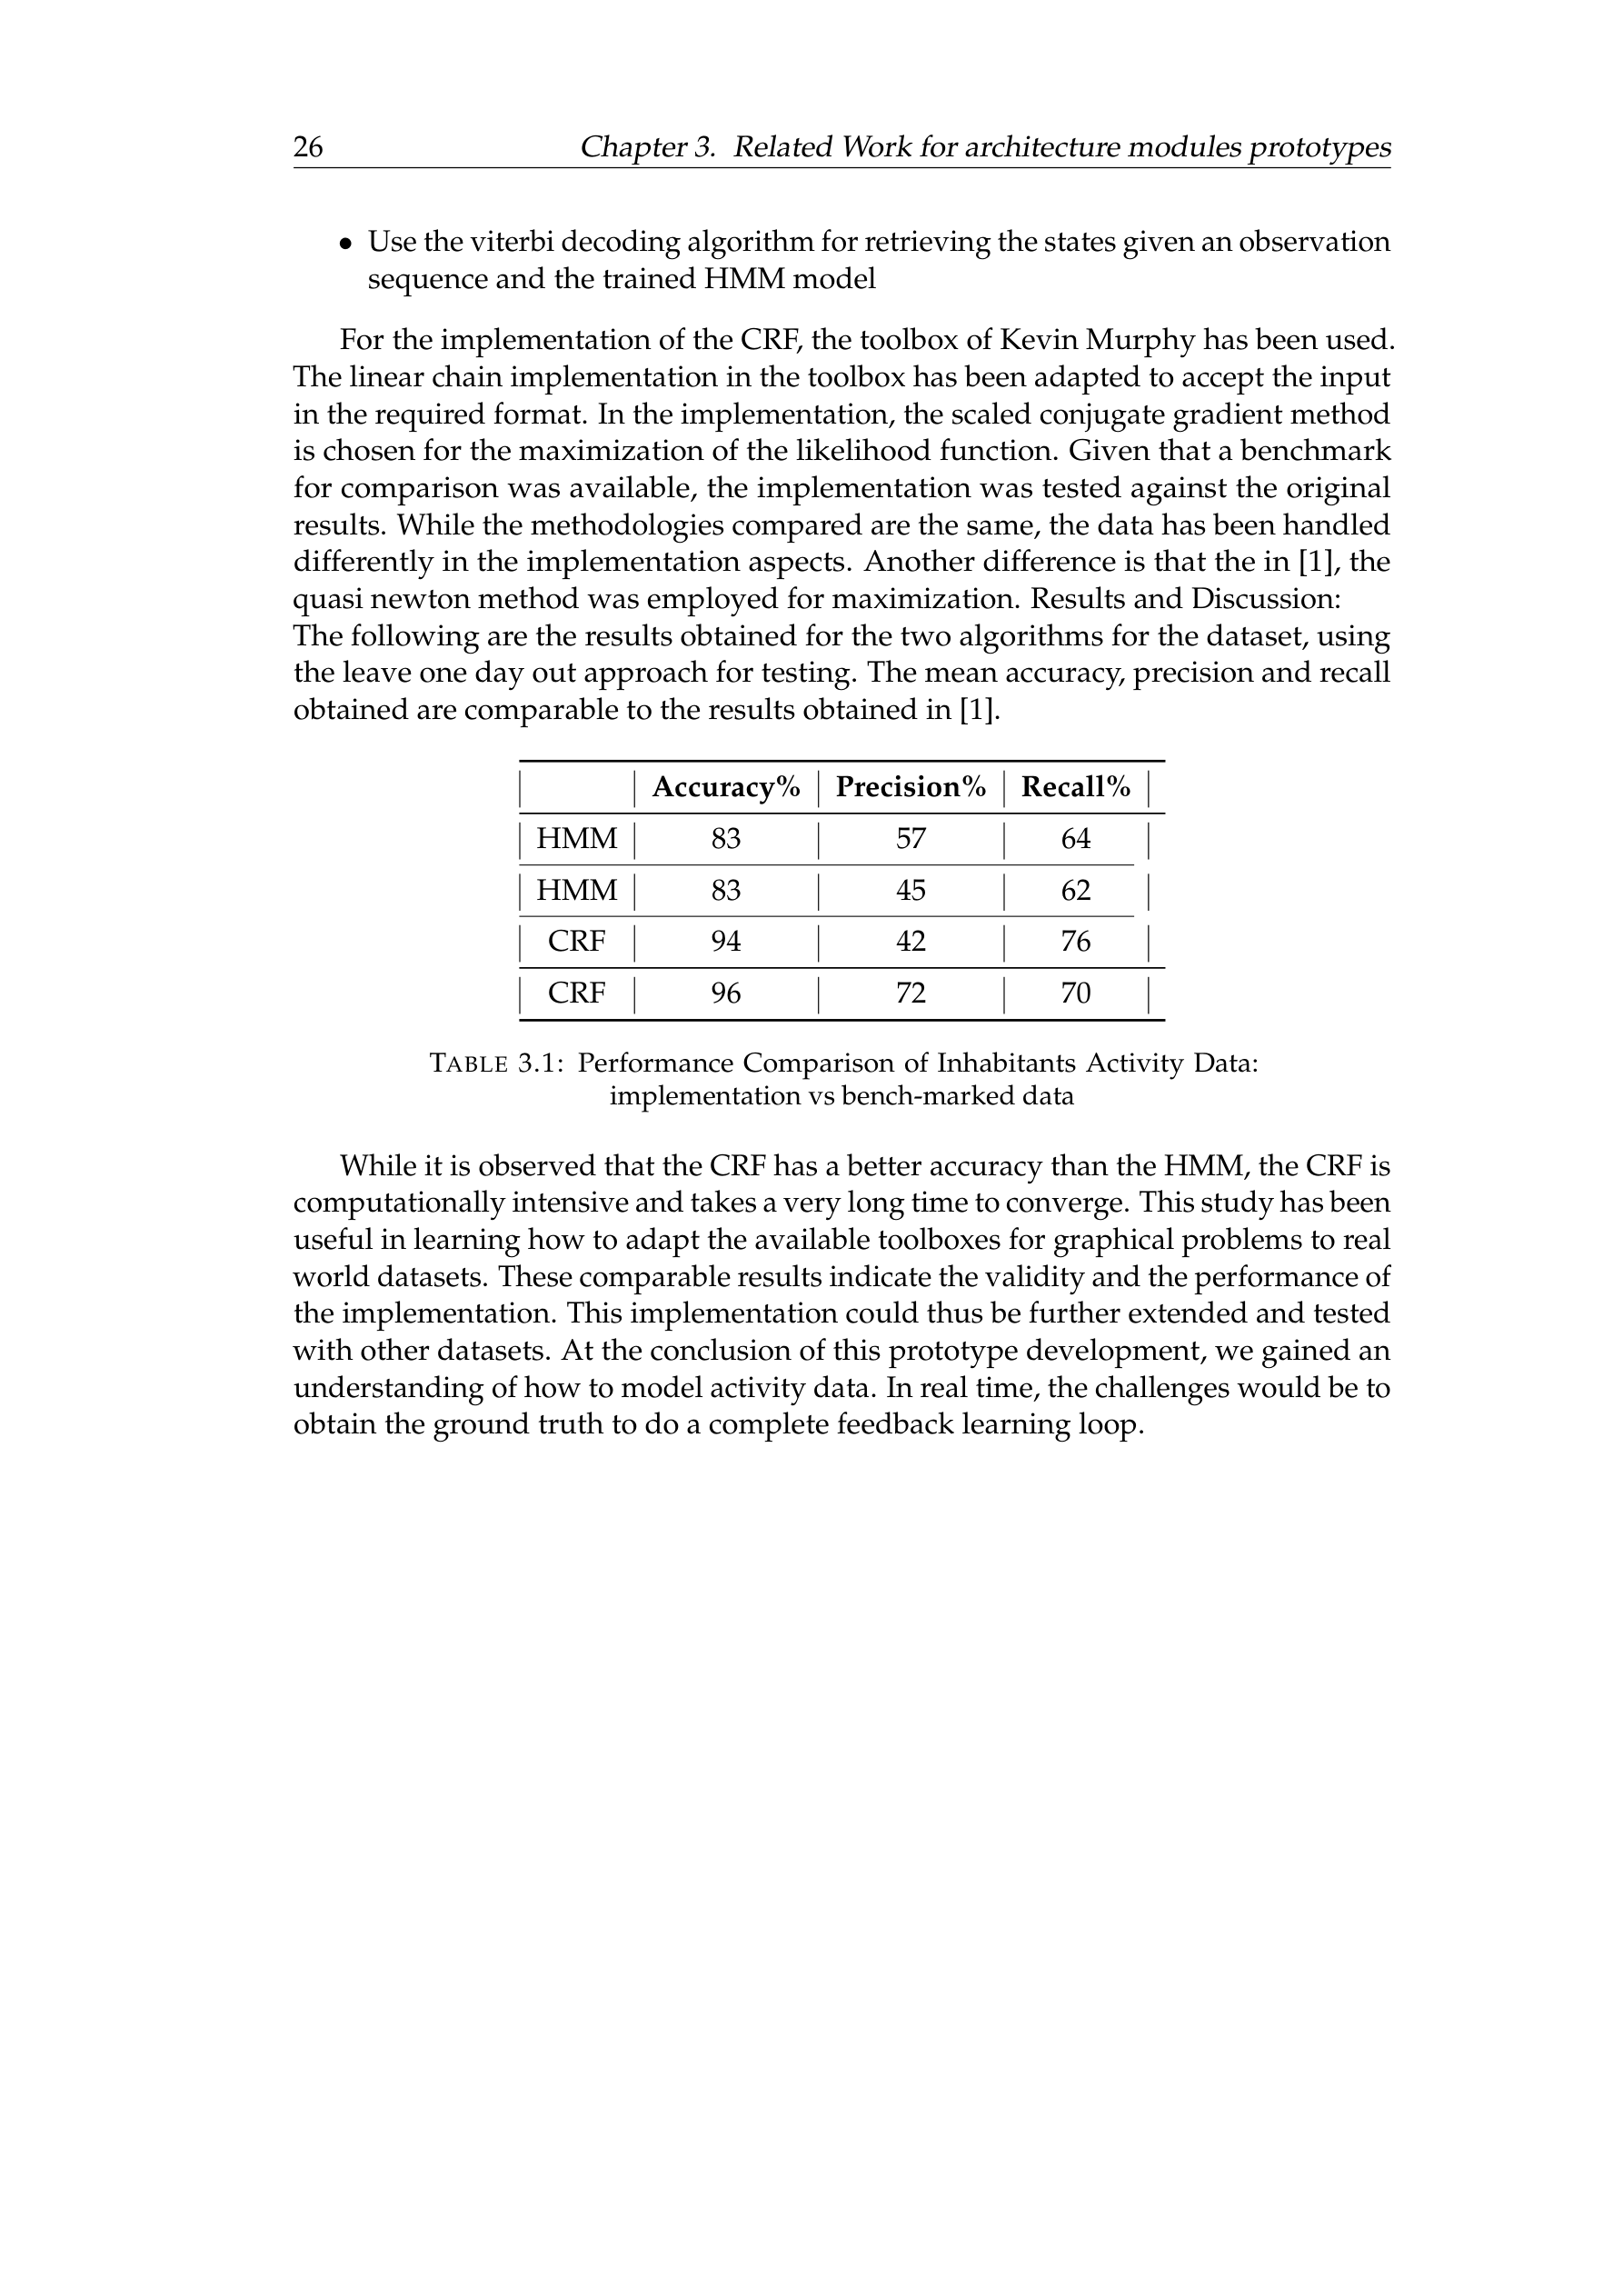 26 Chapter 3. Related Work for architecture modules prototypes
• Use the viterbi decoding algorithm for retrieving the states given an observation
sequence and the trained HMM model
For the implementation of the CRF, the toolbox of Kevin Murphy has been used.
The linear chain implementation in the toolbox has been adapted to accept the input
in the required format. In the implementation, the scaled conjugate gradient method
is chosen for the maximization of the likelihood function. Given that a benchmark
for comparison was available, the implementation was tested against the original
results. While the methodologies compared are the same, the data has been handled
differently in the implementation aspects. Another difference is that the in [1], the
quasi newton method was employed for maximization. Results and Discussion:
The following are the results obtained for the two algorithms for the dataset, using
the leave one day out approach for testing. The mean accuracy, precision and recall
obtained are comparable to the results obtained in [1].
Accuracy% Precision% Recall%
HMM 83 57 64
HMM 83 45 62
CRF 94 42 76
CRF 96 72 70
TABLE 3.1: Performance Comparison of Inhabitants Activity Data:
implementation vs bench-marked data
While it is observed that the CRF has a better accuracy than the HMM, the CRF is
computationally intensive and takes a very long time to converge. This study has been
useful in learning how to adapt the available toolboxes for graphical problems to real
world datasets. These comparable results indicate the validity and the performance of
the implementation. This implementation could thus be further extended and tested
with other datasets. At the conclusion of this prototype development, we gained an
understanding of how to model activity data. In real time, the challenges would be to
obtain the ground truth to do a complete feedback learning loop.